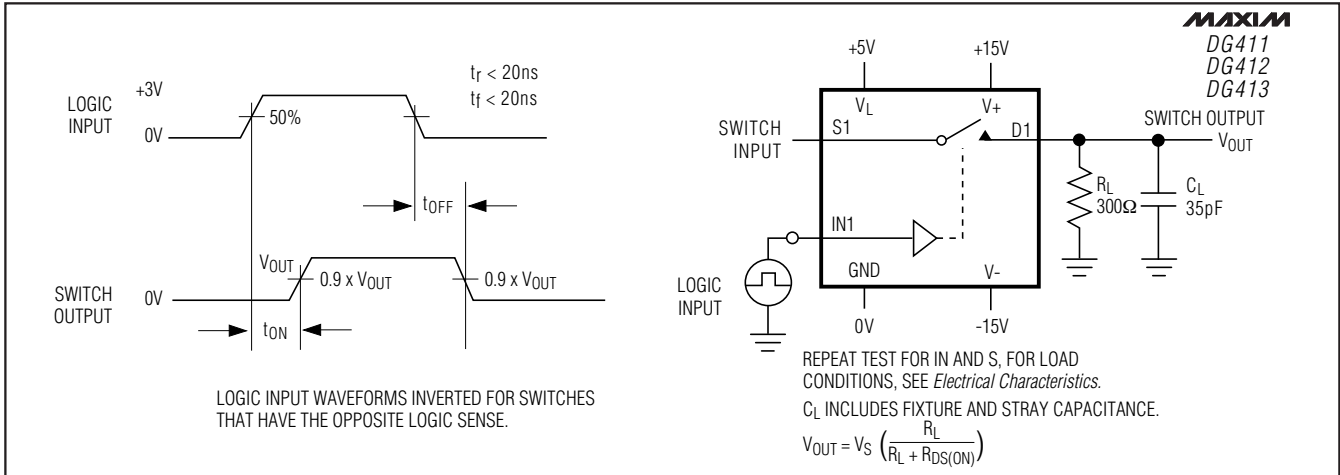 +3V
LOGIC
INPUT
0V
50%
tr < 20ns
tf < 20ns
tOFF
VOUT
0.9 x VOUT
0.9 x VOUT
SWITCH
OUTPUT
0V
tON
LOGIC INPUT WAVEFORMS INVERTED FOR SWITCHES
THAT HAVE THE OPPOSITE LOGIC SENSE.
MAXIM
DG411
DG412
DG413
+5V
+15V
VL
V+
SWITCH
INPUT
S1
D1
SWITCH OUTPUT
VOUT
RL
300Ω
CL
35pF
IN1
LOGIC
INPUT
GND
V-
0V
-15V
REPEAT TEST FOR IN AND S, FOR LOAD
CONDITIONS, SEE Electrical Characteristics.
CL INCLUDES FIXTURE AND STRAY CAPACITANCE.
VOUT = VS (RL / RL + RDS(ON))